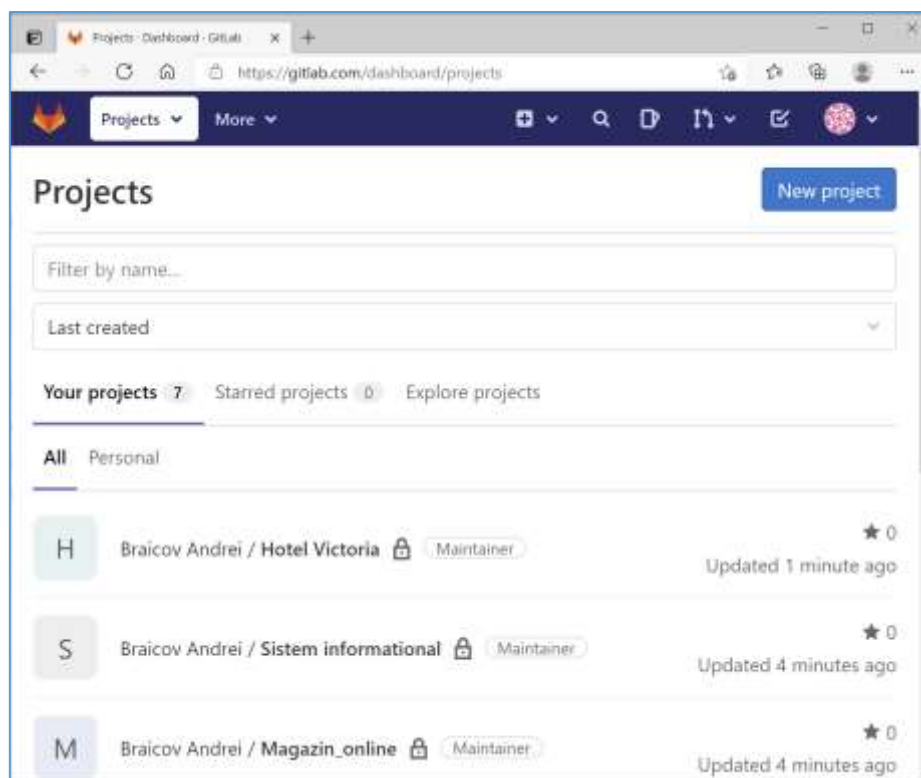 Projects · Dashboard · GitLab
https://gitlab.com/dashboard/projects
Projects More
Projects
New project
Filter by name...
Last created
Your projects 7 Starred projects 0 Explore projects
All Personal
H Braicov Andrei / Hotel Victoria Maintainer 0
Updated 1 minute ago
S Braicov Andrei / Sistem informational Maintainer 0
Updated 4 minutes ago
M Braicov Andrei / Magazin_online Maintainer 0
Updated 4 minutes ago